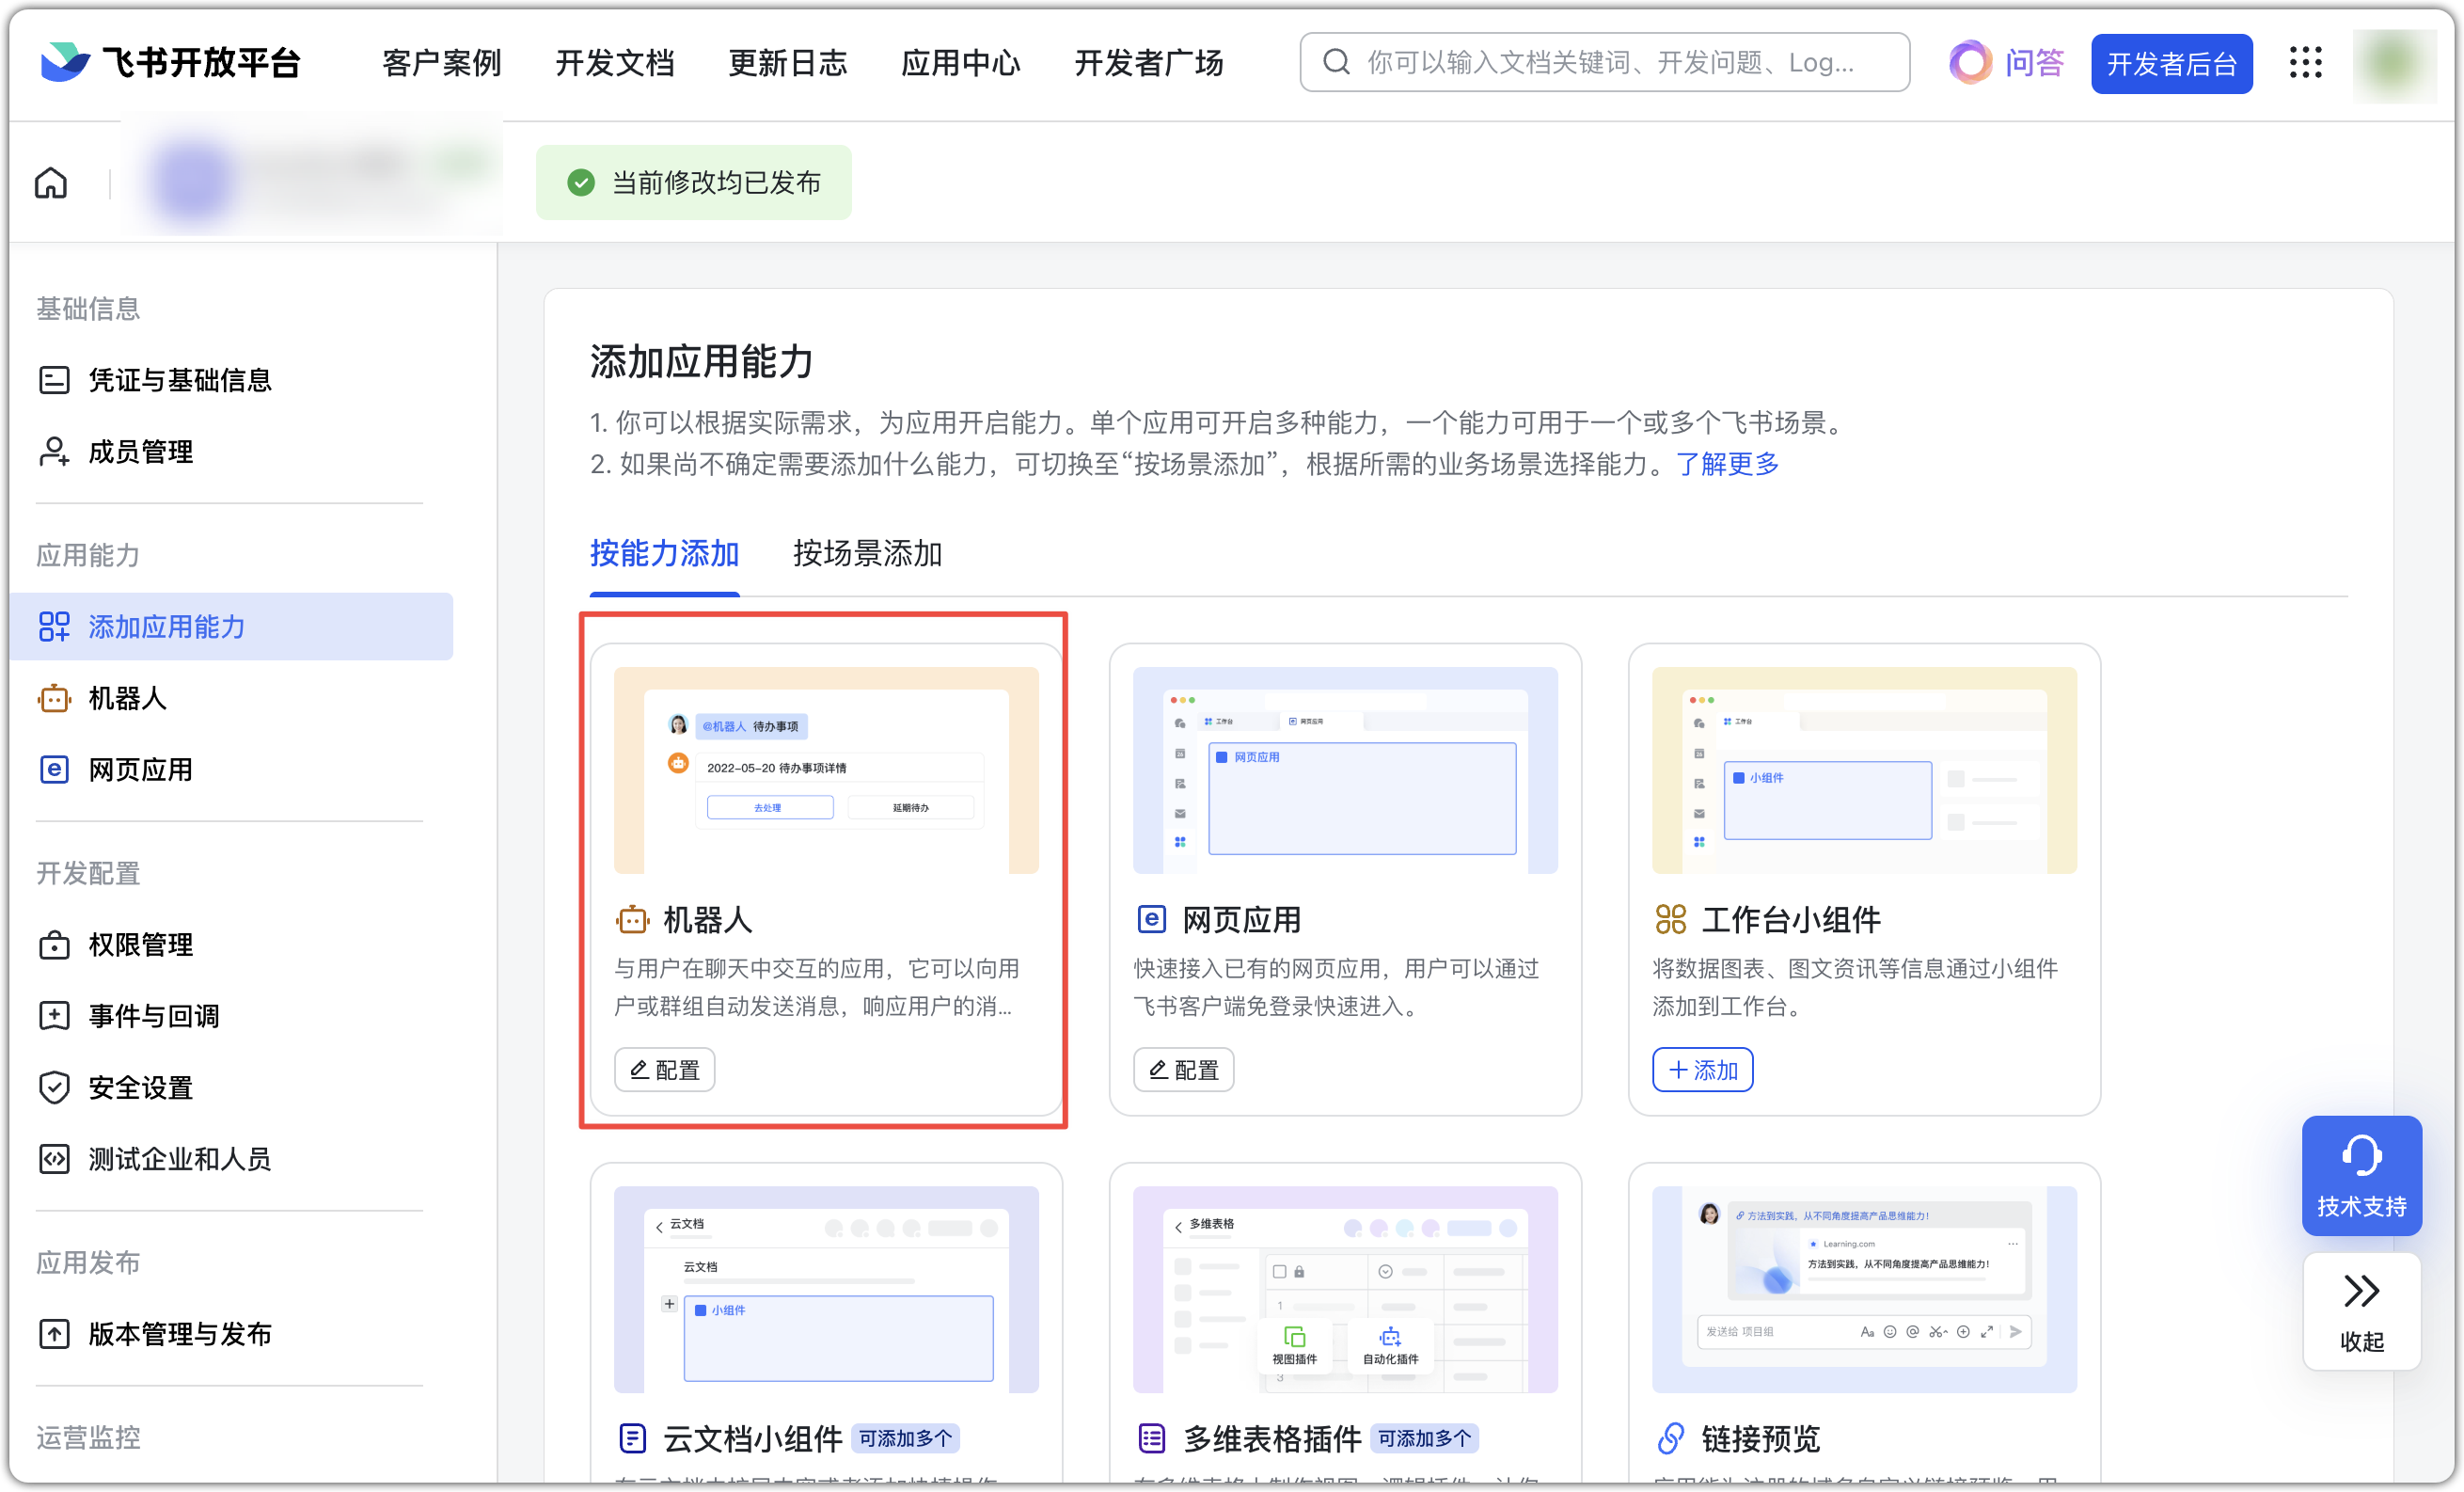 飞书开放平台
客户案例
开发文档
更新日志
应用中心
开发者广场
你可以输入文档关键词、开发问题、Log...
问答
开发者后台
当前修改均已发布
基础信息
凭证与基础信息
成员管理
应用能力
添加应用能力
机器人
网页应用
开发配置
权限管理
事件与回调
安全设置
测试企业和人员
应用发布
版本管理与发布
运营监控
添加应用能力
1. 你可以根据实际需求，为应用开启能力。单个应用可开启多种能力，一个能力可用于一个或多个飞书场景。
2. 如果尚不确定需要添加什么能力，可切换至“按场景添加”，根据所需的业务场景选择能力。了解更多
按能力添加
按场景添加
@机器人 待办事项
2022-05-20 待办事项详情
去处理
延期待办
机器人
与用户在聊天中交互的应用，它可以向用
户或群组自动发送消息，响应用户的消...
配置
工作台
网页应用
网页应用
网页应用
快速接入已有的网页应用，用户可以通过
飞书客户端免登录快速进入。
配置
工作台
小组件
工作台小组件
将数据图表、图文资讯等信息通过小组件
添加到工作台。
添加
云文档
云文档
小组件
云文档小组件
可添加多个
多维表格
1
视图插件
自动化插件
3
多维表格插件
可添加多个
方法到实践，从不同角度提高产品思维能力！
Learning.com
方法到实践，从不同角度提高产品思维能力！
发送给 项目组
Aa
链接预览
技术支持
收起